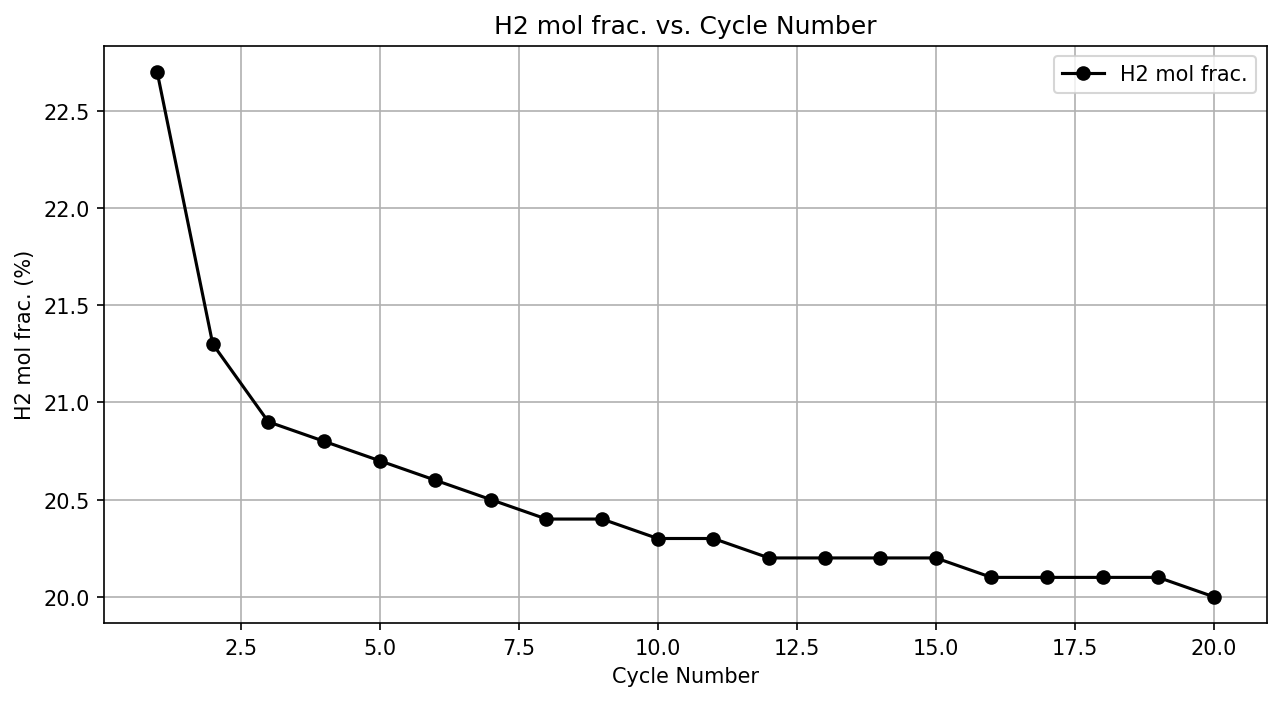 H2 mol frac. vs. Cycle Number
H2 mol frac.
H2 mol frac. (%)
22.5
22.0
21.5
21.0
20.5
20.0
2.5 5.0 7.5 10.0 12.5 15.0 17.5 20.0
Cycle Number